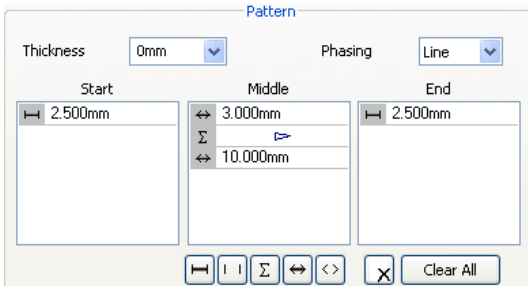 Pattern
Thickness 0mm Phasing Line
Start Middle End
2.500mm 3.000mm 2.500mm
Σ
10.000mm
Σ <> X Clear All